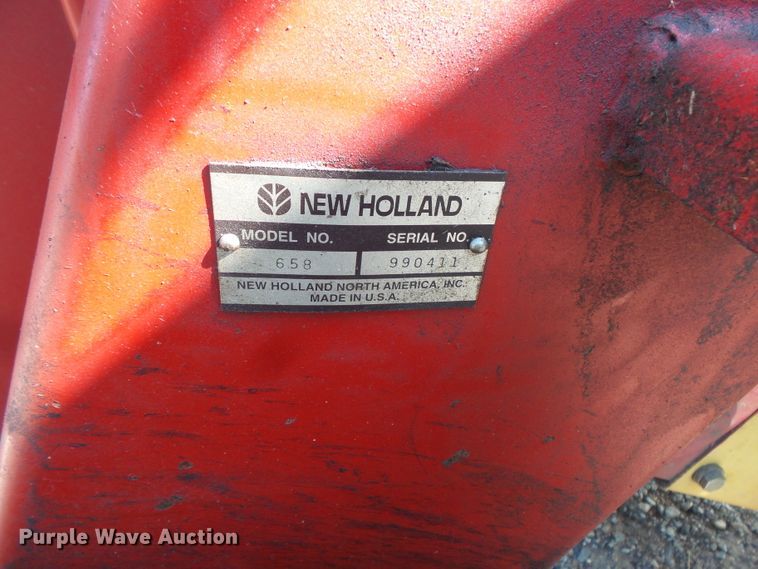 NEW HOLLAND
MODEL NO. SERIAL NO.
658 990411
NEW HOLLAND NORTH AMERICA, INC.
MADE IN U.S.A.
Purple Wave Auction